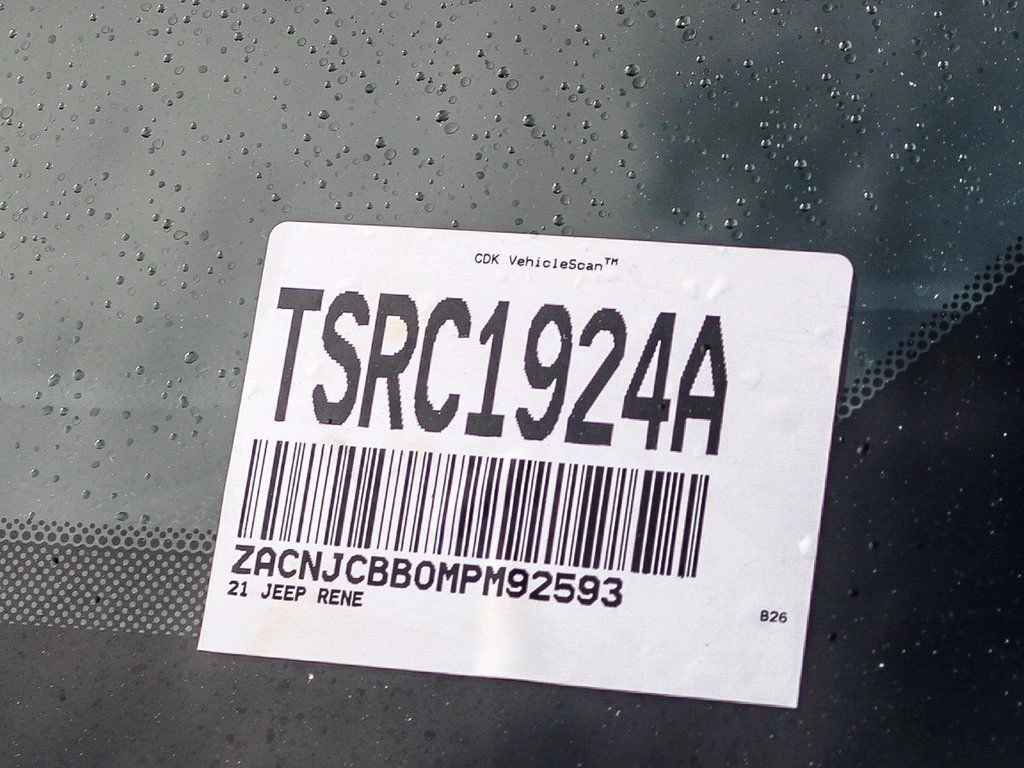 CDK VehicleScan™
TSRC1924A
ZACNJCBB0MPM92593
21 JEEP RENE
B26